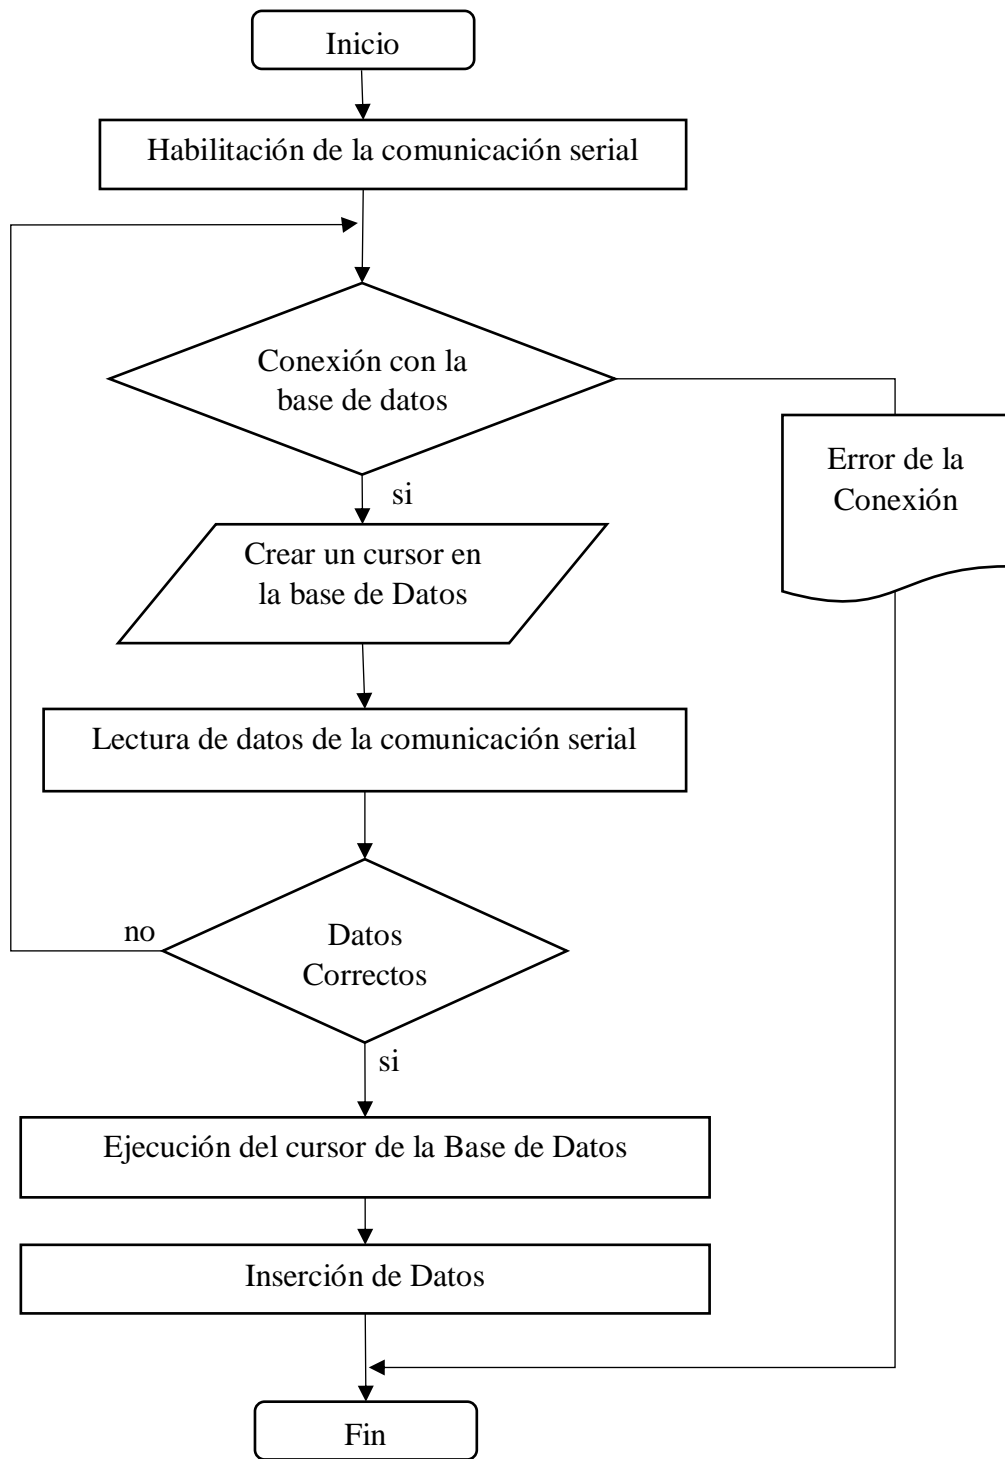 Inicio
Habilitación de la comunicación serial
Conexión con la
base de datos
Error de la
Conexión
si
Crear un cursor en
la base de Datos
Lectura de datos de la comunicación serial
no
Datos
Correctos
si
Ejecución del cursor de la Base de Datos
Inserción de Datos
Fin